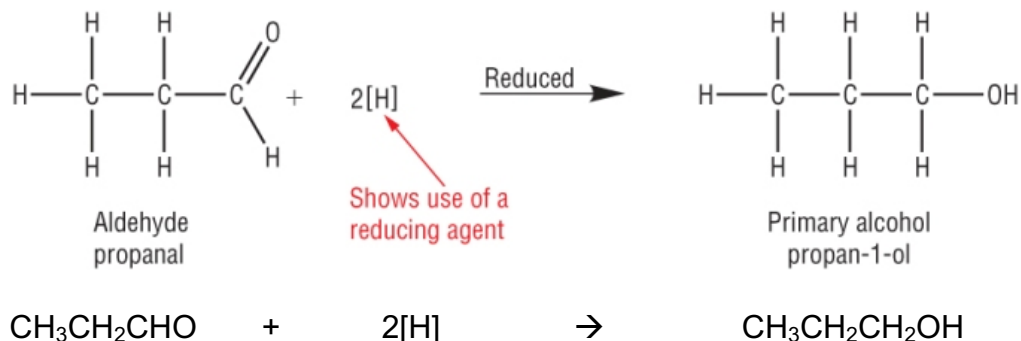 H H O
H C C C + 2[H] Reduced
H H H
Shows use of a
reducing agent
Aldehyde
propanal
H H H
H C C C OH
H H H
Primary alcohol
propan-1-ol
CH₃CH₂CHO + 2[H] → CH₃CH₂CH₂OH